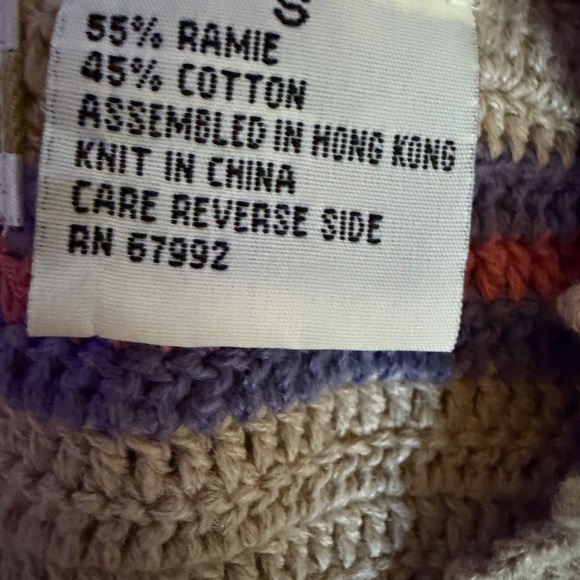 S
55% RAMIE
45% COTTON
ASSEMBLED IN HONG KONG
KNIT IN CHINA
CARE REVERSE SIDE
RN 67992